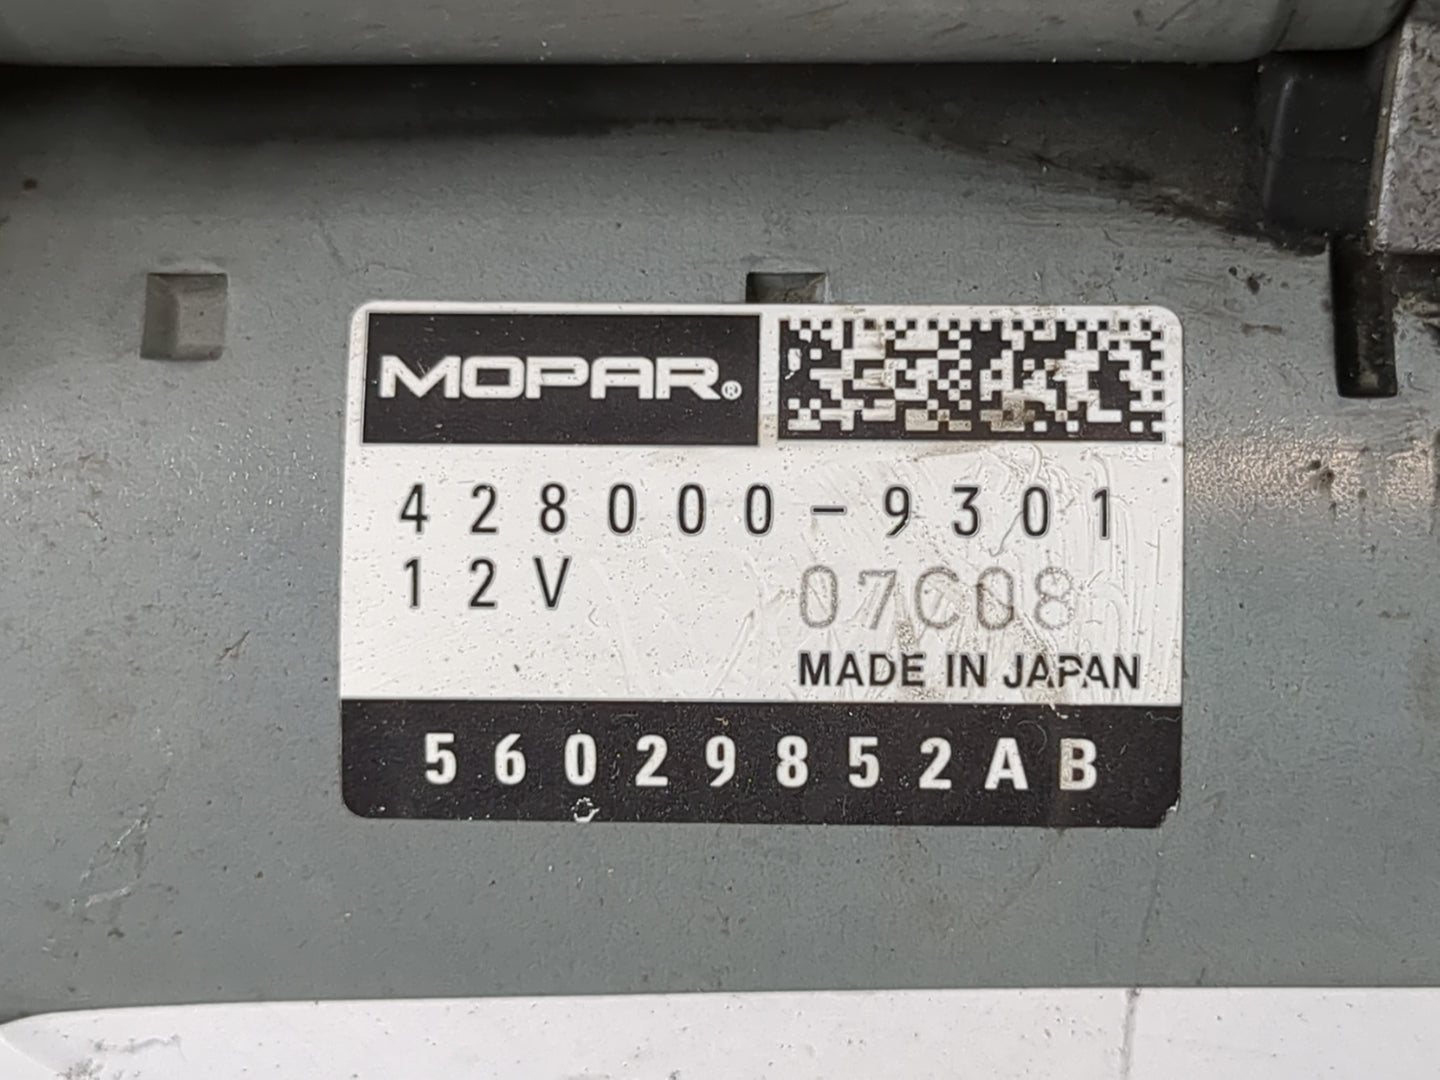 MOPAR®
428000-9301
12V 07C08
MADE IN JAPAN
56029852AB